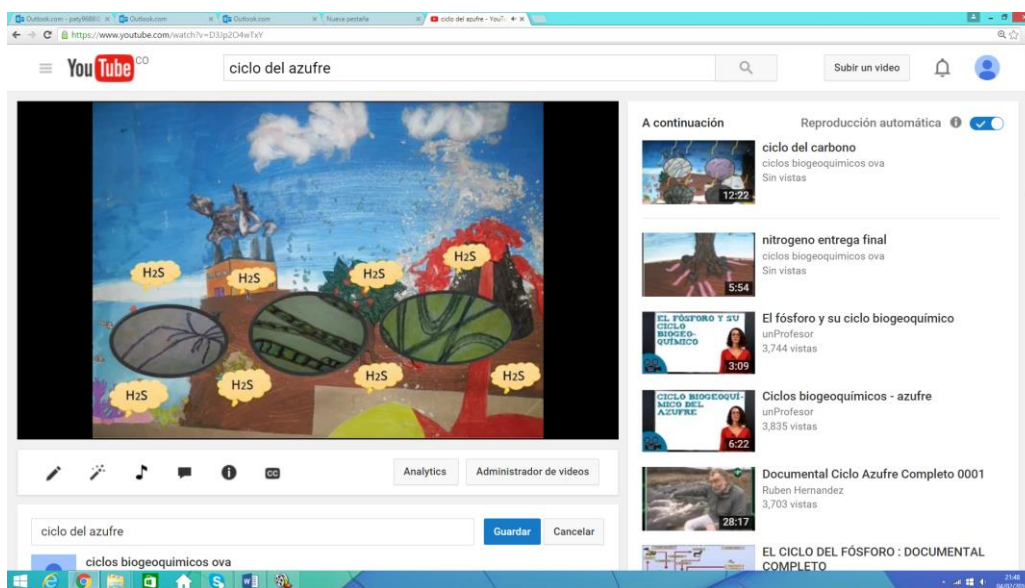 Outlook.com - paty96880
Outlook.com
Outlook.com
Nueva pestaña
ciclo del azufre - YouTu
https://www.youtube.com/watch?v=D3Jp2O4wTxY
YouTube CO
ciclo del azufre
Subir un video
H2S
H2S
H2S
H2S
H2S
H2S
H2S
H2S
Analytics
Administrador de videos
ciclo del azufre
Guardar
Cancelar
ciclos biogeoquimicos ova
A continuación
Reproducción automática
ciclo del carbono
ciclos biogeoquimicos ova
Sin vistas
12:22
nitrogeno entrega final
ciclos biogeoquimicos ova
Sin vistas
5:54
EL FÓSFORO Y SU
CICLO
BIOGEO-
QUÍMICO
3:09
El fósforo y su ciclo biogeoquímico
unProfesor
3,744 vistas
CICLO BIOGEOQUÍ-
MICO DEL
AZUFRE
6:22
Ciclos biogeoquímicos - azufre
unProfesor
3,835 vistas
28:17
Documental Ciclo Azufre Completo 0001
Ruben Hernandez
3,703 vistas
EL CICLO DEL FÓSFORO : DOCUMENTAL
COMPLETO
21:48